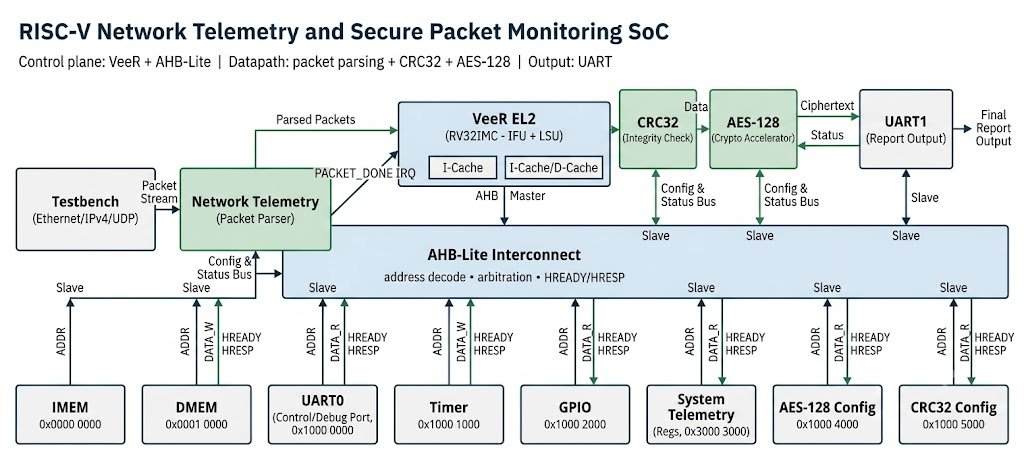 RISC-V Network Telemetry and Secure Packet Monitoring SoC
Control plane: VeeR + AHB-Lite | Datapath: packet parsing + CRC32 + AES-128 | Output: UART
Testbench
(Ethernet/IPv4/UDP)
Packet
Stream
Network Telemetry
(Packet Parser)
Parsed Packets
PACKET_DONE IRQ
VeeR EL2
(RV32IMC - IFU + LSU)
I-Cache
I-Cache/D-Cache
CRC32
(Integrity Check)
Data
AES-128
(Crypto Accelerator)
Ciphertext
Status
UART1
(Report Output)
Final
Report
Output
AHB
Master
Config &
Status Bus
Config &
Status Bus
Slave
Config &
Status Bus
Slave
Slave
Slave
AHB-Lite Interconnect
address decode • arbitration • HREADY/HRESP
Slave
Slave
Slave
Slave
Slave
Slave
Slave
ADDR
ADDR
DATA_W
HREADY
HRESP
ADDR
DATA_R
HREADY
HRESP
ADDR
DATA_W
HREADY
HRESP
ADDR
DATA_R
HREADY
HRESP
ADDR
DATA_R
HREADY
HRESP
ADDR
DATA_R
HREADY
HRESP
ADDR
DATA_R
HREADY
HRESP
IMEM
0x0000 0000
DMEM
0x0001 0000
UART0
(Control/Debug Port,
0x1000 0000)
Timer
0x1000 1000
GPIO
0x1000 2000
System
Telemetry
(Regs, 0x3000 3000)
AES-128 Config
0x1000 4000
CRC32 Config
0x1000 5000